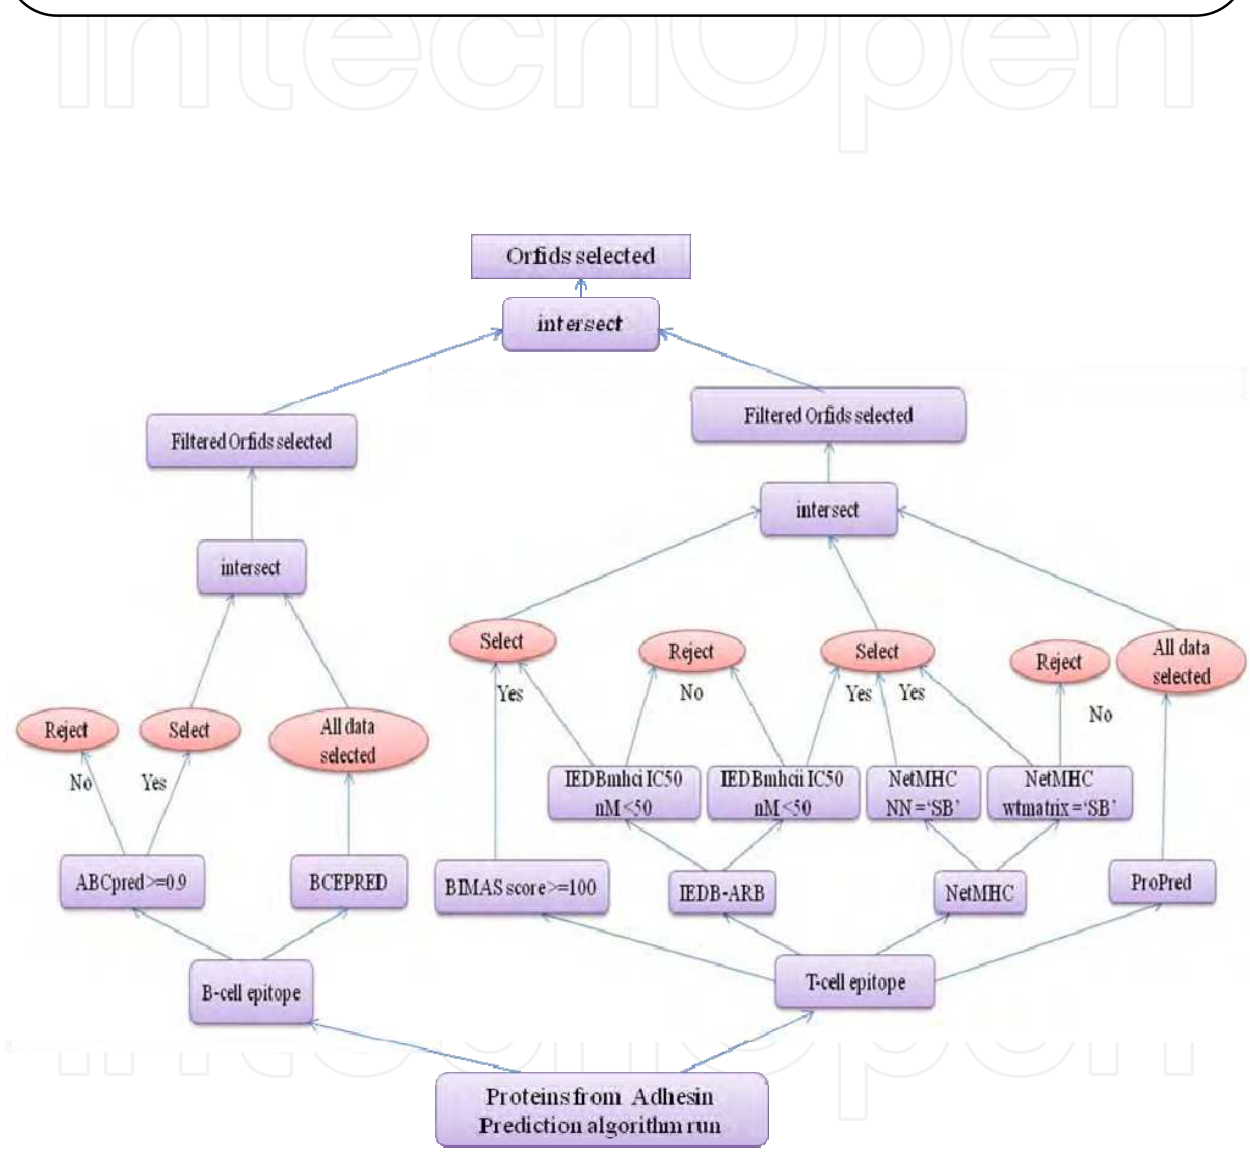 IntechOpen
Orfids selected
intersect
Filtered Orfids selected
Filtered Orfids selected
intersect
intersect
Select
Reject
Select
Reject
All data
selected
Yes
No
Yes
Yes
No
Reject
Select
All data
selected
No
Yes
IEDBmhci IC50
nM <50
IEDBmhcii IC50
nM <50
NetMHC
NN =‘SB’
NetMHC
wtmatrix =‘SB’
ABCpred>=0.9
BCEPRED
BIMAS score>=100
IEDB-ARB
NetMHC
ProPred
B-cell epitope
T-cell epitope
IntechOpen
Proteins from Adhesin
Prediction algorithm run